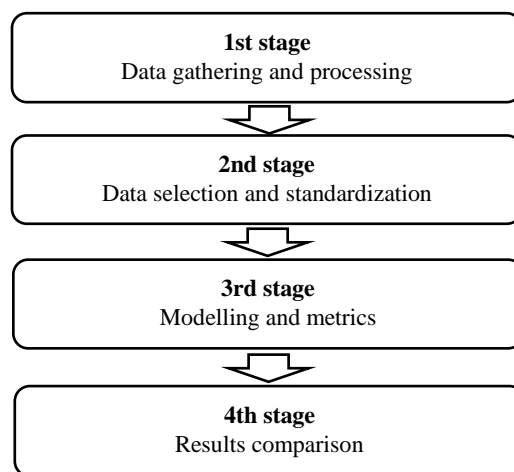 1st stage
Data gathering and processing
2nd stage
Data selection and standardization
3rd stage
Modelling and metrics
4th stage
Results comparison